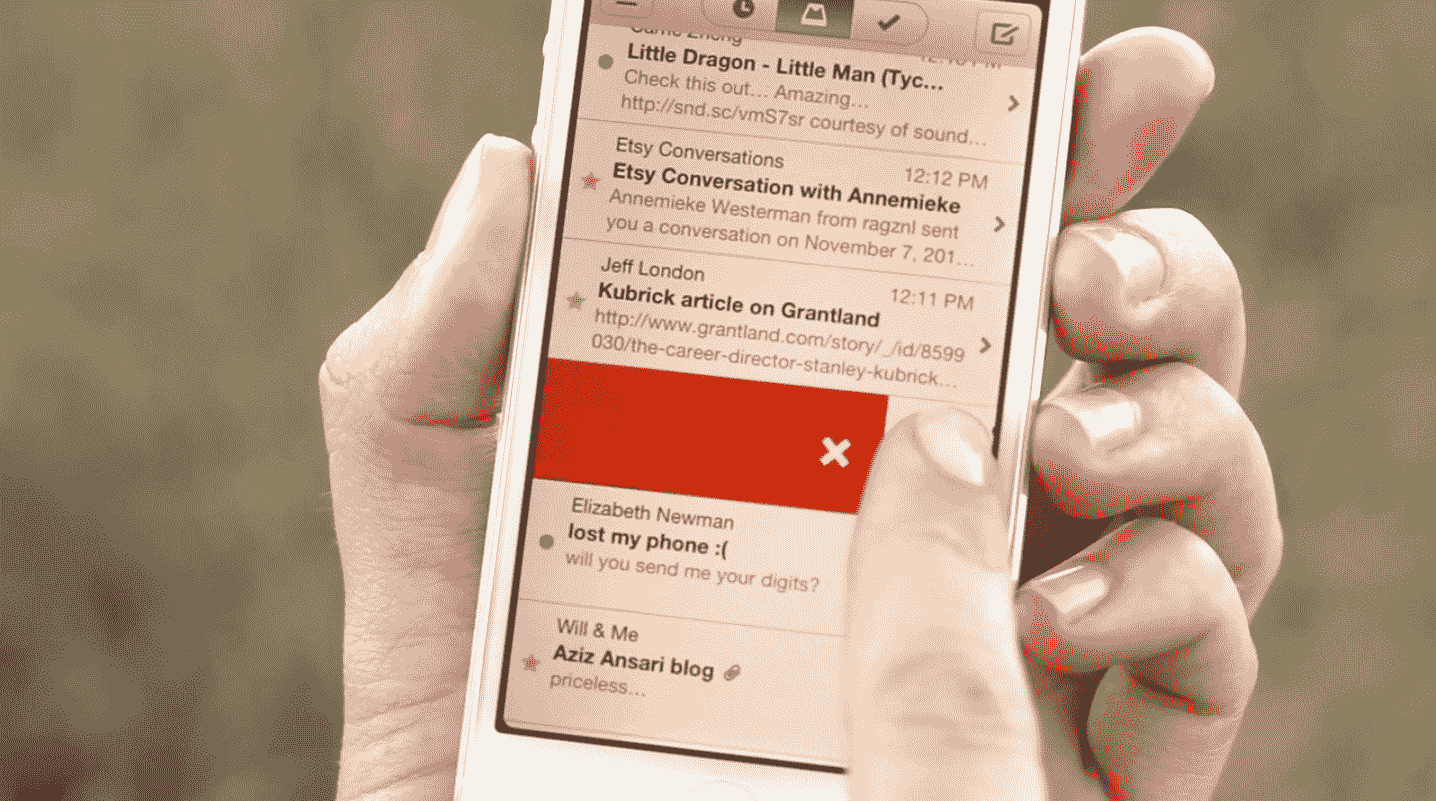 Little Dragon - Little Man (Tyc...
Check this out... Amazing...
http://snd.sc/vmS7sr courtesy of sound...
Etsy Conversations
12:12 PM
Etsy Conversation with Annemieke
Annemieke Westerman from ragznl sent
you a conversation on November 7, 201...
Jeff London
12:11 PM
Kubrick article on Grantland
http://www.grantland.com/story/_/id/8599
030/the-career-director-stanley-kubrick...
Elizabeth Newman
lost my phone :(
will you send me your digits?
Will & Me
Aziz Ansari blog
priceless...